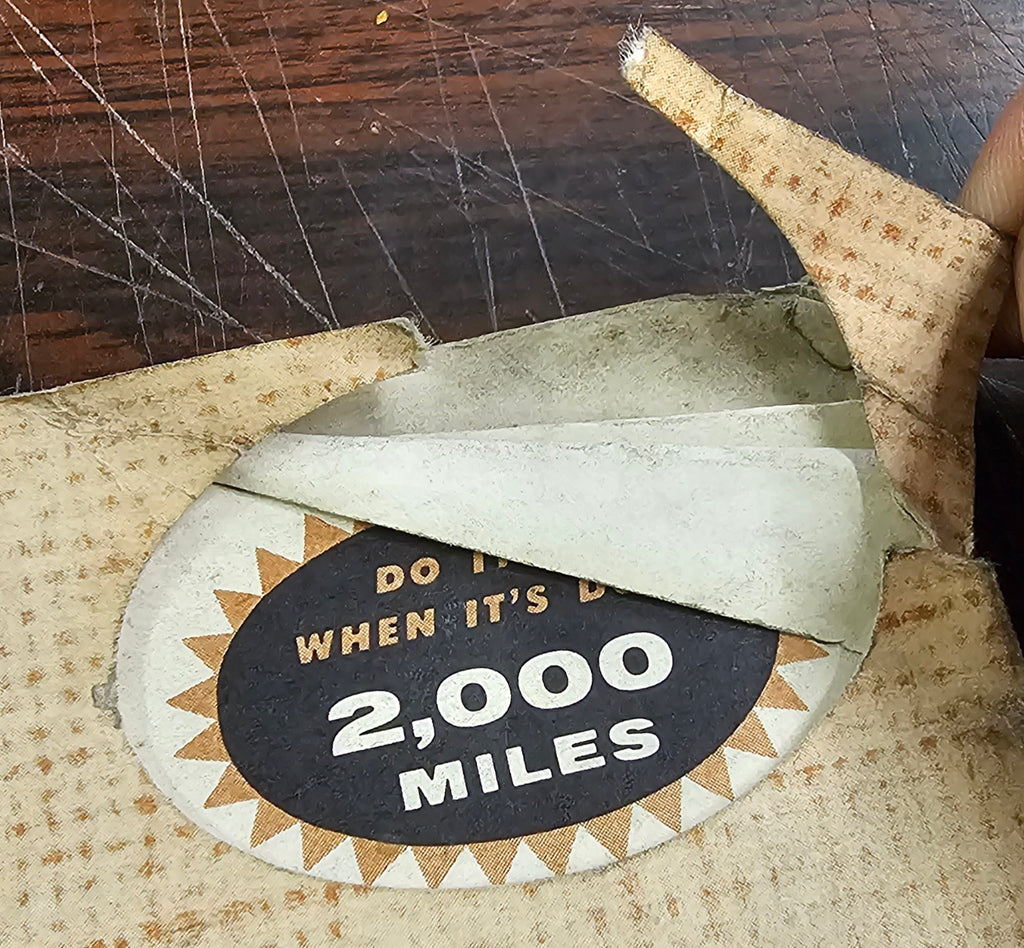 DO
WHEN IT'S
2,000
MILES